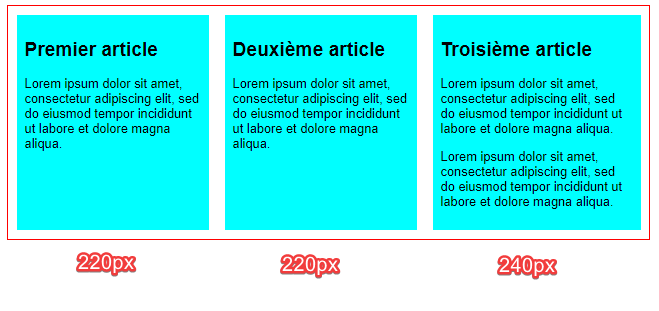 Premier article
Lorem ipsum dolor sit amet,
consectetur adipiscing elit, sed
do eiusmod tempor incididunt
ut labore et dolore magna
aliqua.
Deuxième article
Lorem ipsum dolor sit amet,
consectetur adipiscing elit, sed
do eiusmod tempor incididunt
ut labore et dolore magna
aliqua.
Troisième article
Lorem ipsum dolor sit amet,
consectetur adipiscing elit, sed
do eiusmod tempor incididunt ut
labore et dolore magna aliqua.
Lorem ipsum dolor sit amet,
consectetur adipiscing elit, sed
do eiusmod tempor incididunt ut
labore et dolore magna aliqua.
220px
220px
240px